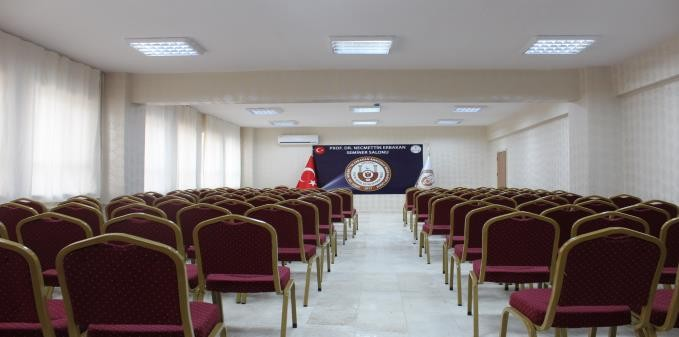 PROF. DR. NECMETTİN ERBAKAN
SEMİNER SALONU